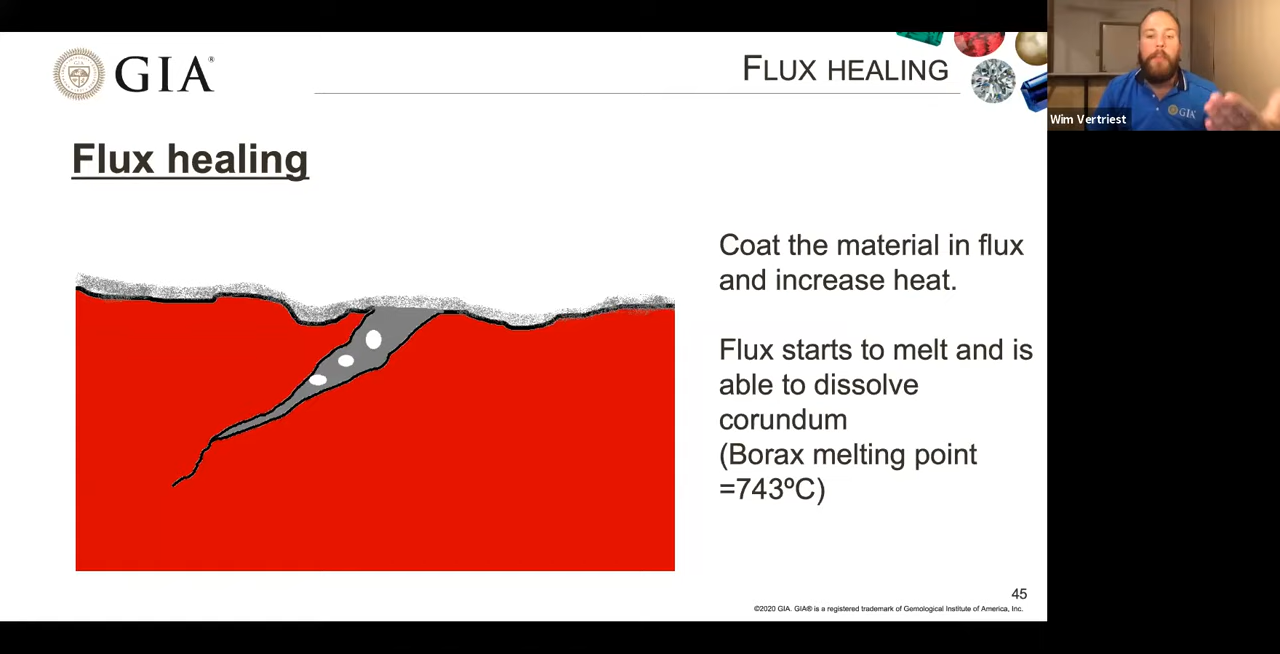 GIA®
FLUX HEALING
Wim Vertriest
GIA
Flux healing
Coat the material in flux
and increase heat.
Flux starts to melt and is
able to dissolve
corundum
(Borax melting point
=743ºC)
45
©2020 GIA. GIA® is a registered trademark of Gemological Institute of America, Inc.